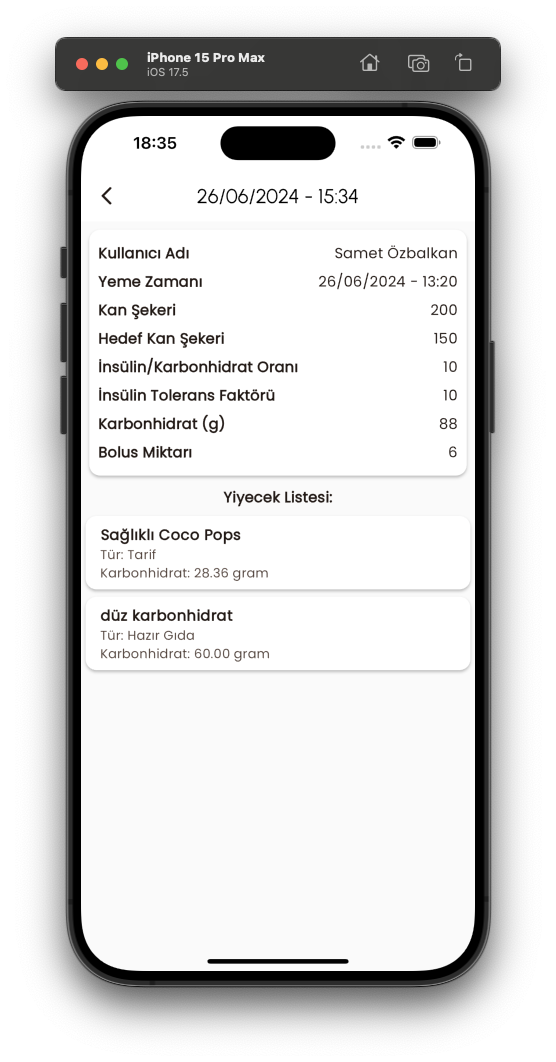 iPhone 15 Pro Max
iOS 17.5
18:35
26/06/2024 - 15:34
Kullanıcı Adı Samet Özbalkan
Yeme Zamanı 26/06/2024 - 13:20
Kan Şekeri 200
Hedef Kan Şekeri 150
İnsülin/Karbonhidrat Oranı 10
İnsülin Tolerans Faktörü 10
Karbonhidrat (g) 88
Bolus Miktarı 6
Yiyecek Listesi:
Sağlıklı Coco Pops
Tür: Tarif
Karbonhidrat: 28.36 gram
düz karbonhidrat
Tür: Hazır Gıda
Karbonhidrat: 60.00 gram